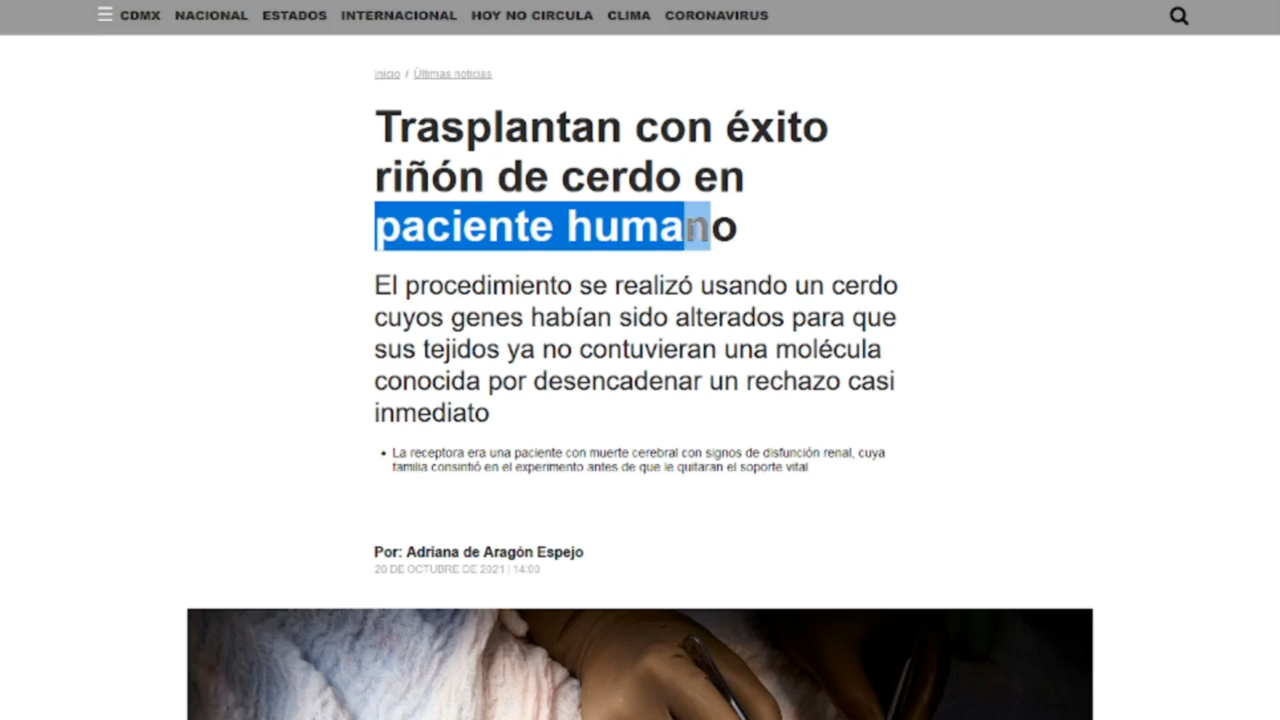 CDMX NACIONAL ESTADOS INTERNACIONAL HOY NO CIRCULA CLIMA CORONAVIRUS
Inicio / Últimas noticias
Trasplantan con éxito
riñón de cerdo en
paciente humano
El procedimiento se realizó usando un cerdo
cuyos genes habían sido alterados para que
sus tejidos ya no contuvieran una molécula
conocida por desencadenar un rechazo casi
inmediato
• La receptora era una paciente con muerte cerebral con signos de disfunción renal, cuya
familia consintió en el experimento antes de que le quitaran el soporte vital
Por: Adriana de Aragón Espejo
20 DE OCTUBRE DE 2021 | 14:00